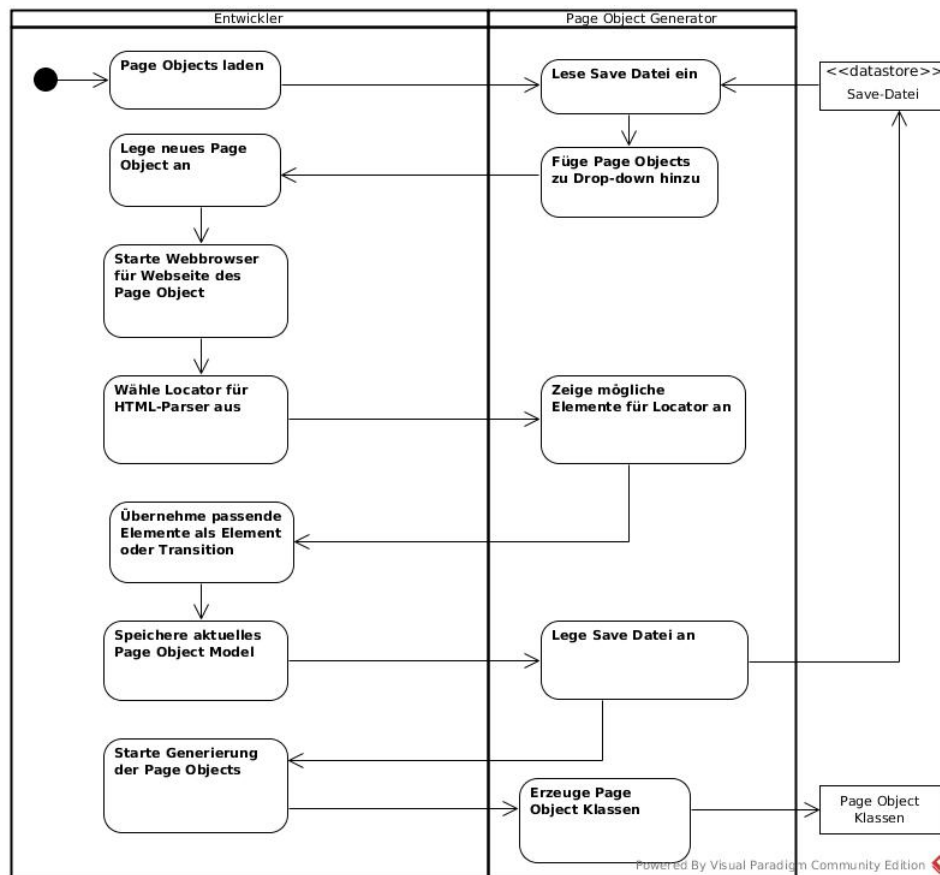 Entwickler
Page Object Generator
Page Objects laden
Lese Save Datei ein
<<datastore>>
Save-Datei
Lege neues Page
Object an
Füge Page Objects
zu Drop-down hinzu
Starte Webbrowser
für Webseite des
Page Object
Wähle Locator für
HTML-Parser aus
Zeige mögliche
Elemente für Locator an
Übernehme passende
Elemente als Element
oder Transition
Speichere aktuelles
Page Object Model
Lege Save Datei an
Starte Generierung
der Page Objects
Erzeuge Page
Object Klassen
Page Object
Klassen
Powered By Visual Paradigm Community Edition